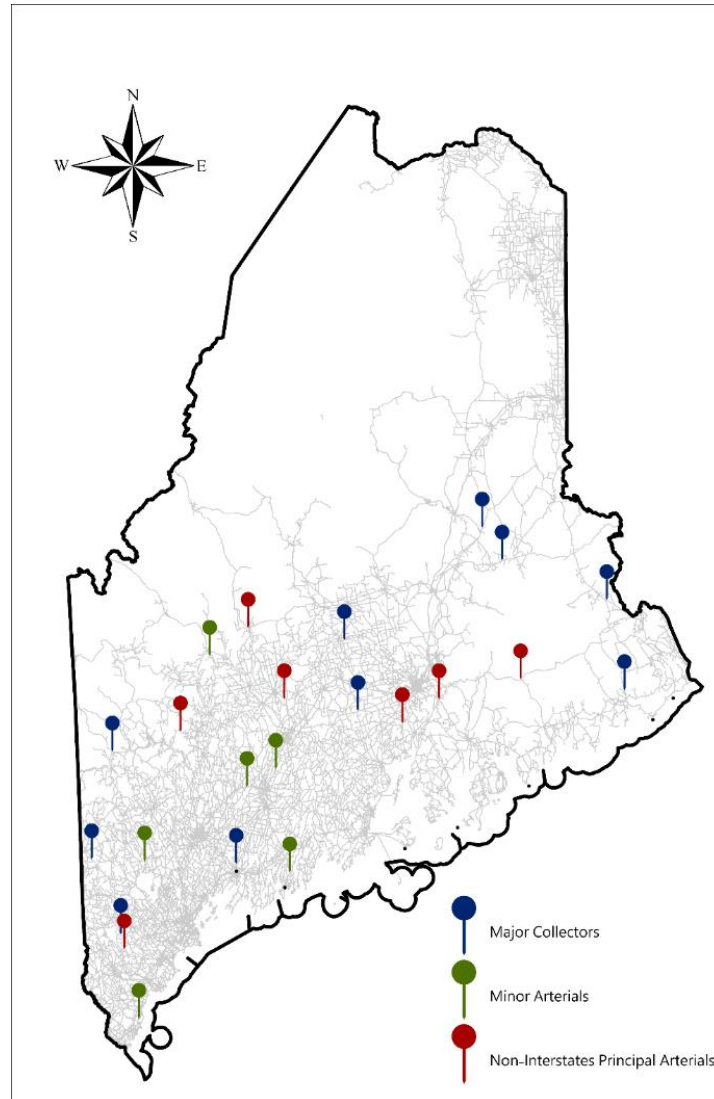 N
W E
S
Major Collectors
Minor Arterials
Non-Interstates Principal Arterials